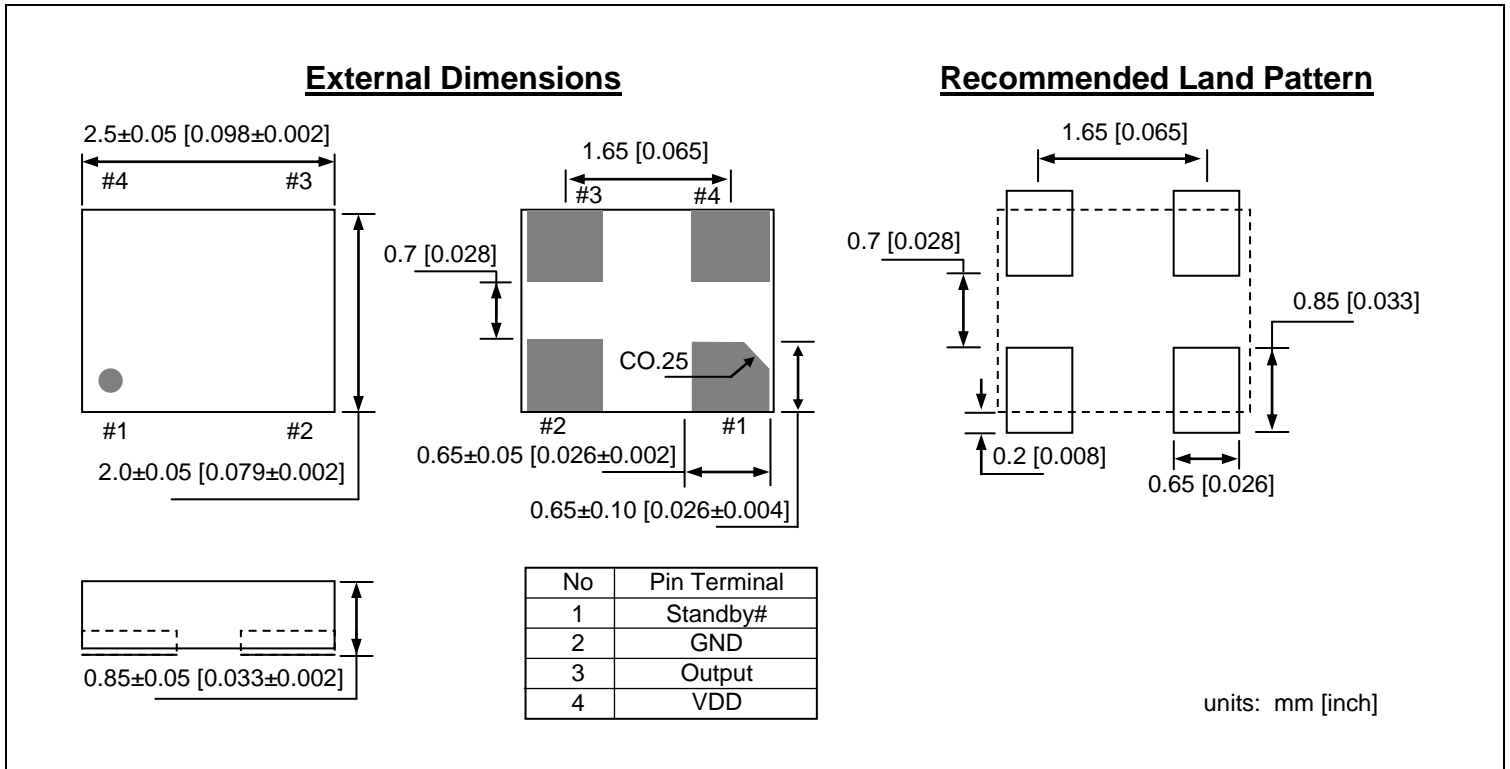 External Dimensions
Recommended Land Pattern
2.5±0.05 [0.098±0.002]
#4
#3
#1
#2
2.0±0.05 [0.079±0.002]
1.65 [0.065]
#3
#4
0.7 [0.028]
CO.25
#2
#1
0.65±0.05 [0.026±0.002]
0.65±0.10 [0.026±0.004]
1.65 [0.065]
0.7 [0.028]
0.85 [0.033]
0.2 [0.008]
0.65 [0.026]
0.85±0.05 [0.033±0.002]
No Pin Terminal
1 Standby#
2 GND
3 Output
4 VDD
units: mm [inch]